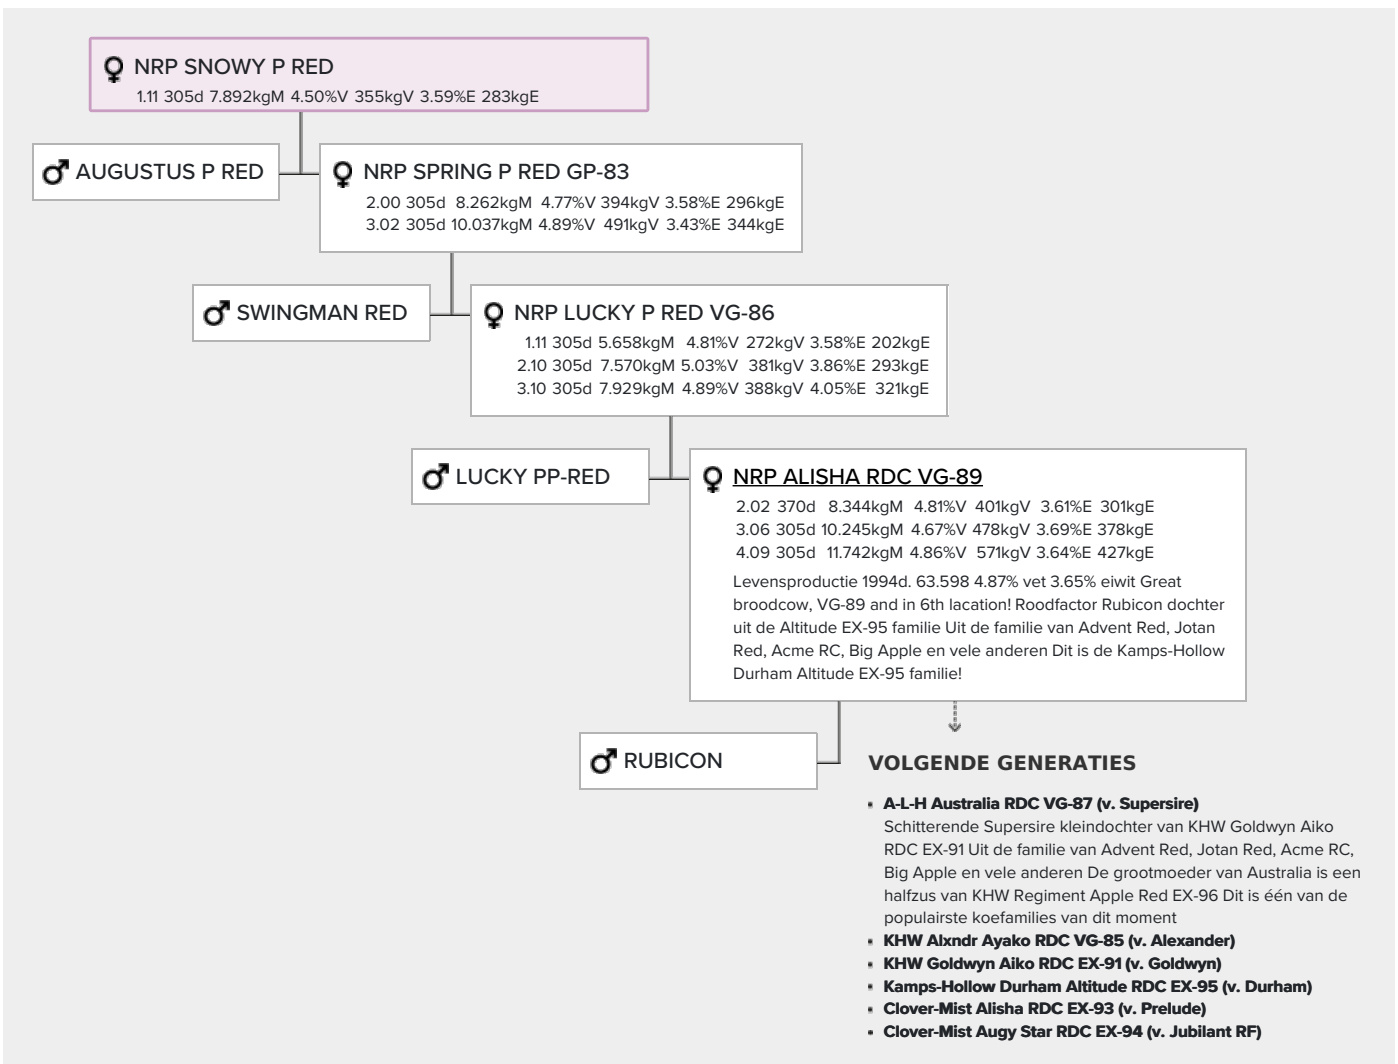 NRP SNOWY P RED
1.11 305d 7.892kgM 4.50%V 355kgV 3.59%E 283kgE
AUGUSTUS P RED
NRP SPRING P RED GP-83
2.00 305d 8.262kgM 4.77%V 394kgV 3.58%E 296kgE
3.02 305d 10.037kgM 4.89%V 491kgV 3.43%E 344kgE
SWINGMAN RED
NRP LUCKY P RED VG-86
1.11 305d 5.658kgM 4.81%V 272kgV 3.58%E 202kgE
2.10 305d 7.570kgM 5.03%V 381kgV 3.86%E 293kgE
3.10 305d 7.929kgM 4.89%V 388kgV 4.05%E 321kgE
LUCKY PP-RED
NRP ALISHA RDC VG-89
2.02 370d 8.344kgM 4.81%V 401kgV 3.61%E 301kgE
3.06 305d 10.245kgM 4.67%V 478kgV 3.69%E 378kgE
4.09 305d 11.742kgM 4.86%V 571kgV 3.64%E 427kgE
Levensproductie 1994d. 63.598 4.87% vet 3.65% eiwit Great
broodcow, VG-89 and in 6th lacation! Roodfactor Rubicon dochter
uit de Altitude EX-95 familie Uit de familie van Advent Red, Jotan
Red, Acme RC, Big Apple en vele anderen Dit is de Kamps-Hollow
Durham Altitude EX-95 familie!
RUBICON
VOLGENDE GENERATIES
A-L-H Australia RDC VG-87 (v. Supersire)
Schitterende Supersire kleindochter van KHW Goldwyn Aiko
RDC EX-91 Uit de familie van Advent Red, Jotan Red, Acme RC,
Big Apple en vele anderen De grootmoeder van Australia is een
halfzus van KHW Regiment Apple Red EX-96 Dit is één van de
populairste koefamilies van dit moment
KHW Alxndr Ayako RDC VG-85 (v. Alexander)
KHW Goldwyn Aiko RDC EX-91 (v. Goldwyn)
Kamps-Hollow Durham Altitude RDC EX-95 (v. Durham)
Clover-Mist Alisha RDC EX-93 (v. Prelude)
Clover-Mist Augy Star RDC EX-94 (v. Jubilant RF)